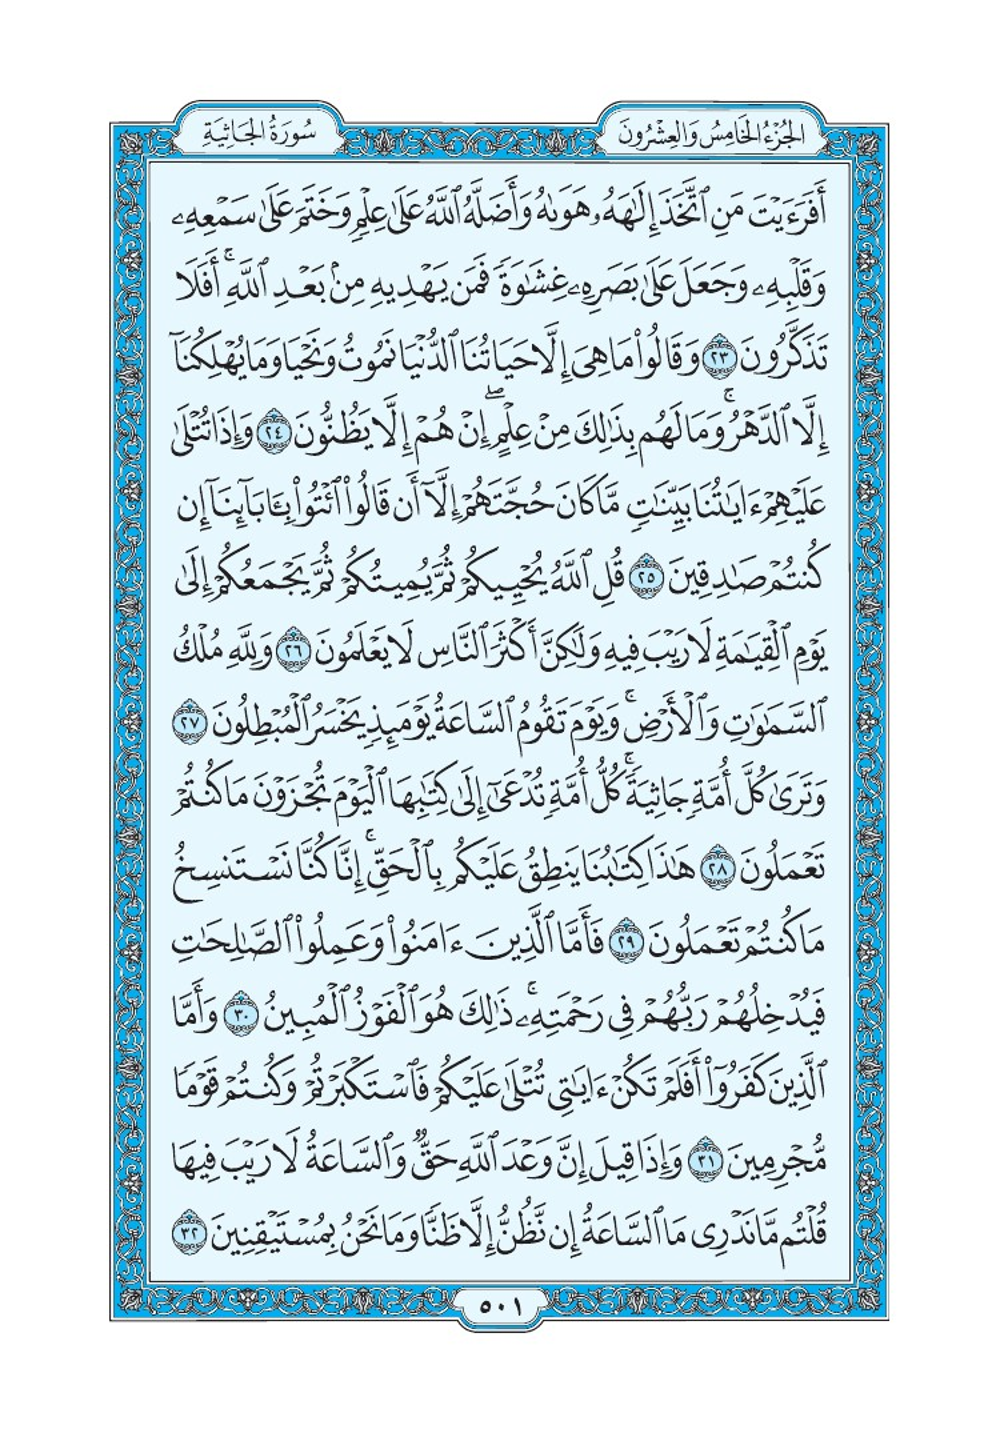 الجُزْءُ الخَامِسُ وَالعِشْرُونَ
سُورَةُ الجَاثِيَةِ
أَفَرَءَيْتَ مَنِ ٱتَّخَذَ إِلَٰهَهُۥ هَوَىٰهُ وَأَضَلَّهُ ٱللَّهُ عَلَىٰ عِلْمٖ وَخَتَمَ عَلَىٰ سَمْعِهِۦ
وَقَلْبِهِۦ وَجَعَلَ عَلَىٰ بَصَرِهِۦ غِشَٰوَةٗ فَمَن يَهْدِيهِ مِنۢ بَعْدِ ٱللَّهِۚ أَفَلَا
تَذَكَّرُونَ ٢٣ وَقَالُوا۟ مَا هِىَ إِلَّا حَيَاتُنَا ٱلدُّنْيَا نَمُوتُ وَنَحْيَا وَمَا يُهْلِكُنَآ
إِلَّا ٱلدَّهْرُۚ وَمَا لَهُم بِذَٰلِكَ مِنْ عِلْمٍۖ إِنْ هُمْ إِلَّا يَظُنُّونَ ٢٤ وَإِذَا تُتْلَىٰ
عَلَيْهِمْ ءَايَٰتُنَا بَيِّنَٰتٖ مَّا كَانَ حُجَّتَهُمْ إِلَّآ أَن قَالُوا۟ ٱئْتُوا۟ بِـَٔابَآئِنَآ إِن
كُنتُمْ صَٰدِقِينَ ٢٥ قُلِ ٱللَّهُ يُحْيِيكُمْ ثُمَّ يُمِيتُكُمْ ثُمَّ يَجْمَعُكُمْ إِلَىٰ
يَوْمِ ٱلْقِيَٰمَةِ لَا رَيْبَ فِيهِ وَلَٰكِنَّ أَكْثَرَ ٱلنَّاسِ لَا يَعْلَمُونَ ٢٦ وَلِلَّهِ مُلْكُ
ٱلسَّمَٰوَٰتِ وَٱلْأَرْضِۚ وَيَوْمَ تَقُومُ ٱلسَّاعَةُ يَوْمَئِذٖ يَخْسَرُ ٱلْمُبْطِلُونَ ٢٧
وَتَرَىٰ كُلَّ أُمَّةٖ جَاثِيَةٗۚ كُلُّ أُمَّةٖ تُدْعَىٰٓ إِلَىٰ كِتَٰبِهَا ٱلْيَوْمَ تُجْزَوْنَ مَا كُنتُمْ
تَعْمَلُونَ ٢٨ هَٰذَا كِتَٰبُنَا يَنطِقُ عَلَيْكُم بِٱلْحَقِّۚ إِنَّا كُنَّا نَسْتَنسِخُ
مَا كُنتُمْ تَعْمَلُونَ ٢٩ فَأَمَّا ٱلَّذِينَ ءَامَنُوا۟ وَعَمِلُوا۟ ٱلصَّٰلِحَٰتِ
فَيُدْخِلُهُمْ رَبُّهُمْ فِى رَحْمَتِهِۦۚ ذَٰلِكَ هُوَ ٱلْفَوْزُ ٱلْمُبِينُ ٣٠ وَأَمَّا
ٱلَّذِينَ كَفَرُوٓا۟ أَفَلَمْ تَكُنْ ءَايَٰتِى تُتْلَىٰ عَلَيْكُمْ فَٱسْتَكْبَرْتُمْ وَكُنتُمْ قَوْمٗا
مُّجْرِمِينَ ٣١ وَإِذَا قِيلَ إِنَّ وَعْدَ ٱللَّهِ حَقّٞ وَٱلسَّاعَةُ لَا رَيْبَ فِيهَا
قُلْتُم مَّا نَدْرِى مَا ٱلسَّاعَةُ إِن نَّظُنُّ إِلَّا ظَنّٗا وَمَا نَحْنُ بِمُسْتَيْقِنِينَ ٣٢
٥٠١